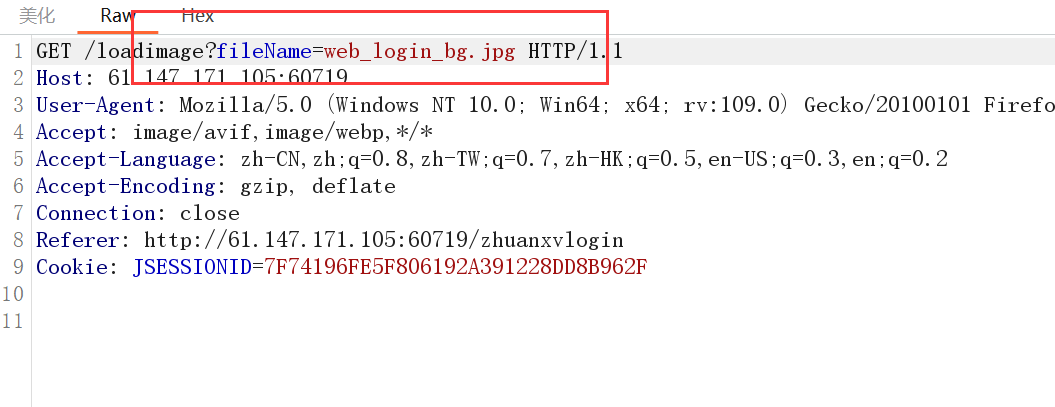 美化 Raw Hex
1 GET /loadimage?fileName=web_login_bg.jpg HTTP/1.1
2 Host: 61.147.171.105:60719
3 User-Agent: Mozilla/5.0 (Windows NT 10.0; Win64; x64; rv:109.0) Gecko/20100101 Firefo
4 Accept: image/avif,image/webp,*/*
5 Accept-Language: zh-CN,zh;q=0.8,zh-TW;q=0.7,zh-HK;q=0.5,en-US;q=0.3,en;q=0.2
6 Accept-Encoding: gzip, deflate
7 Connection: close
8 Referer: http://61.147.171.105:60719/zhuanxvlogin
9 Cookie: JSESSIONID=7F74196FE5F806192A391228DD8B962F
10
11